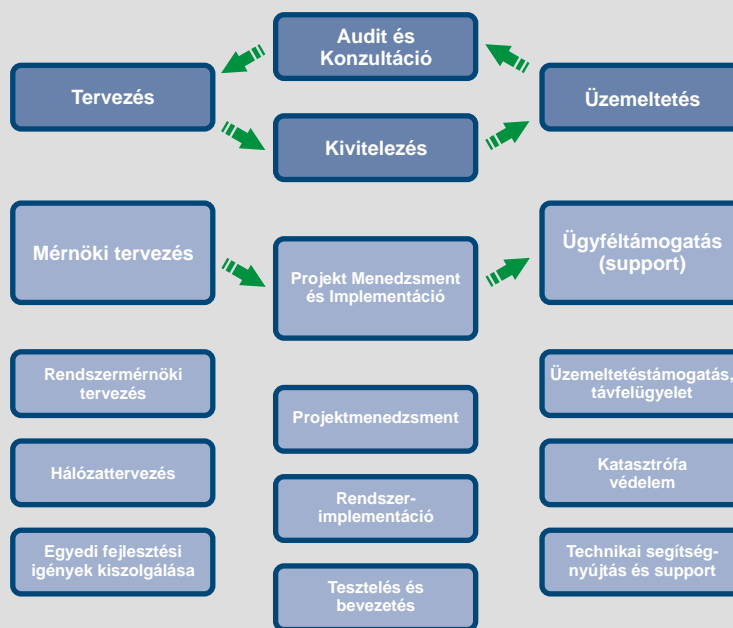 Audit és
Konzultáció
Tervezés
Üzemeltetés
Kivitelezés
Mérnöki tervezés
Projekt Menedzsment
és Implementáció
Ügyféltámogatás
(support)
Rendszermérnöki
tervezés
Projektmenedzsment
Üzemeltetéstámogatás,
távfelügyelet
Hálózattervezés
Rendszer-
implementáció
Katasztrófa
védelem
Egyedi fejlesztési
igények kiszolgálása
Tesztelés és
bevezetés
Technikai segítség-
nyújtás és support